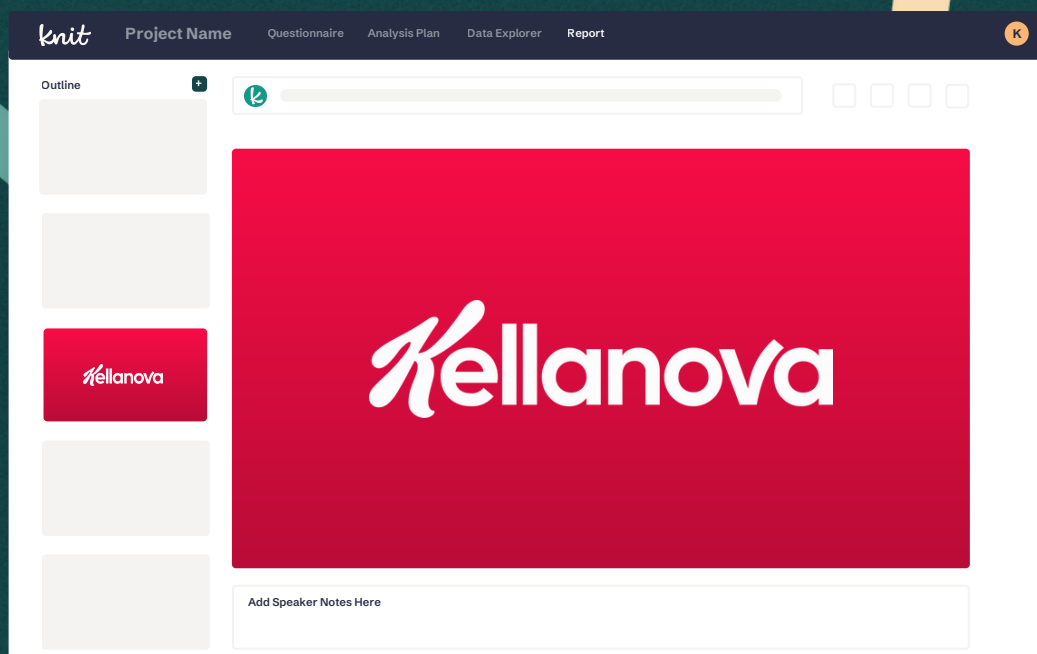 knit
Project Name
Questionnaire
Analysis Plan
Data Explorer
Report
K
Outline
+
k
Kellanova
Kellanova
Add Speaker Notes Here